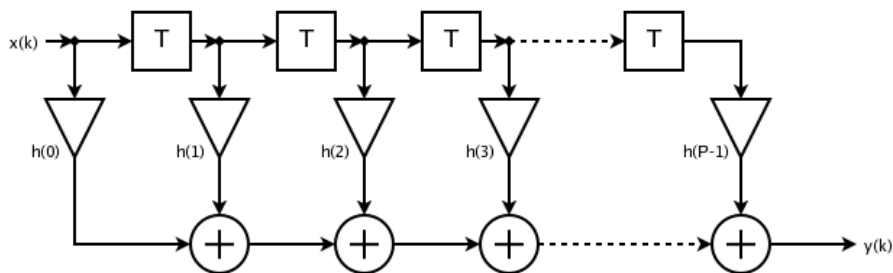 x(k) T T T T
h(0) h(1) h(2) h(3) h(P-1)
+ + + +
y(k)